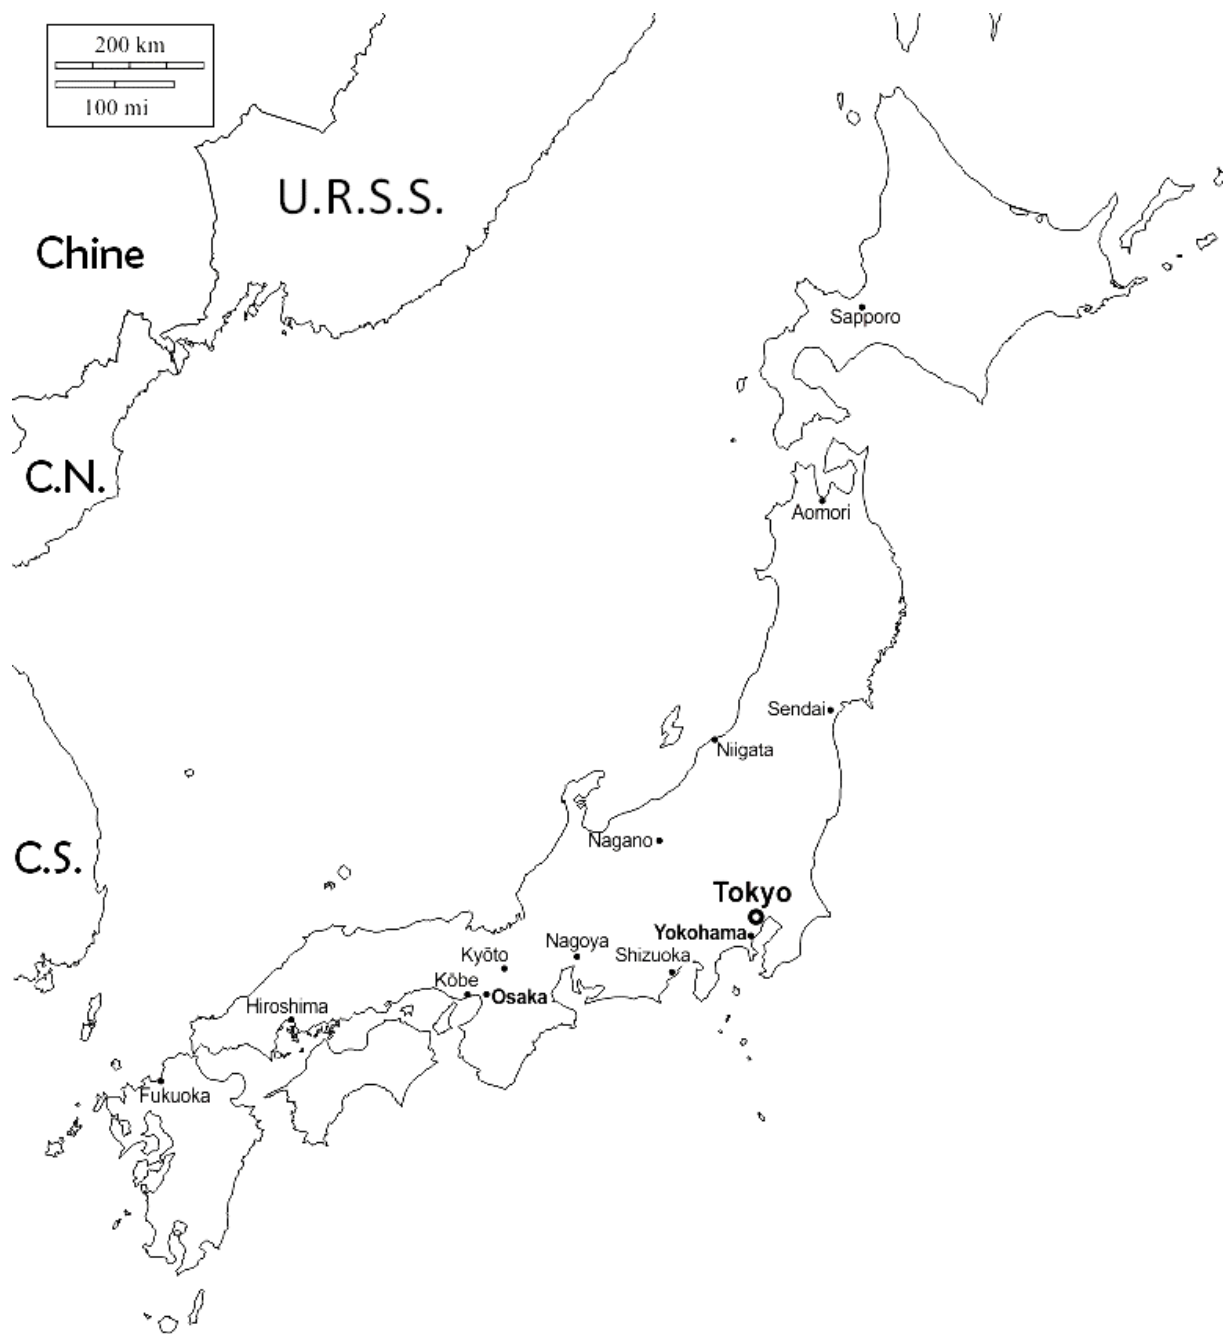 200 km
100 mi
U.R.S.S.
Chine
Sapporo
C.N.
Aomori
Sendai
Niigata
Nagano
C.S.
Tokyo
Yokohama
Nagoya
Kyōto
Shizuoka
Kōbe
Osaka
Hiroshima
Fukuoka